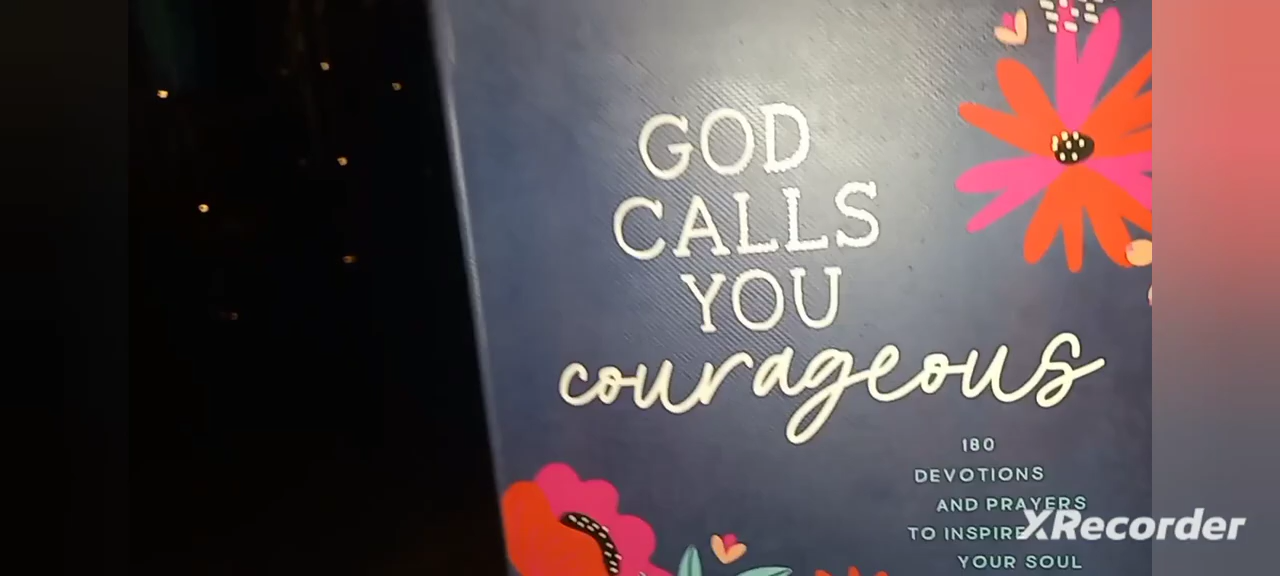 GOD
CALLS
YOU
courageous
180
DEVOTIONS
AND PRAYERS
TO INSPIRE
YOUR SOUL
XRecorder